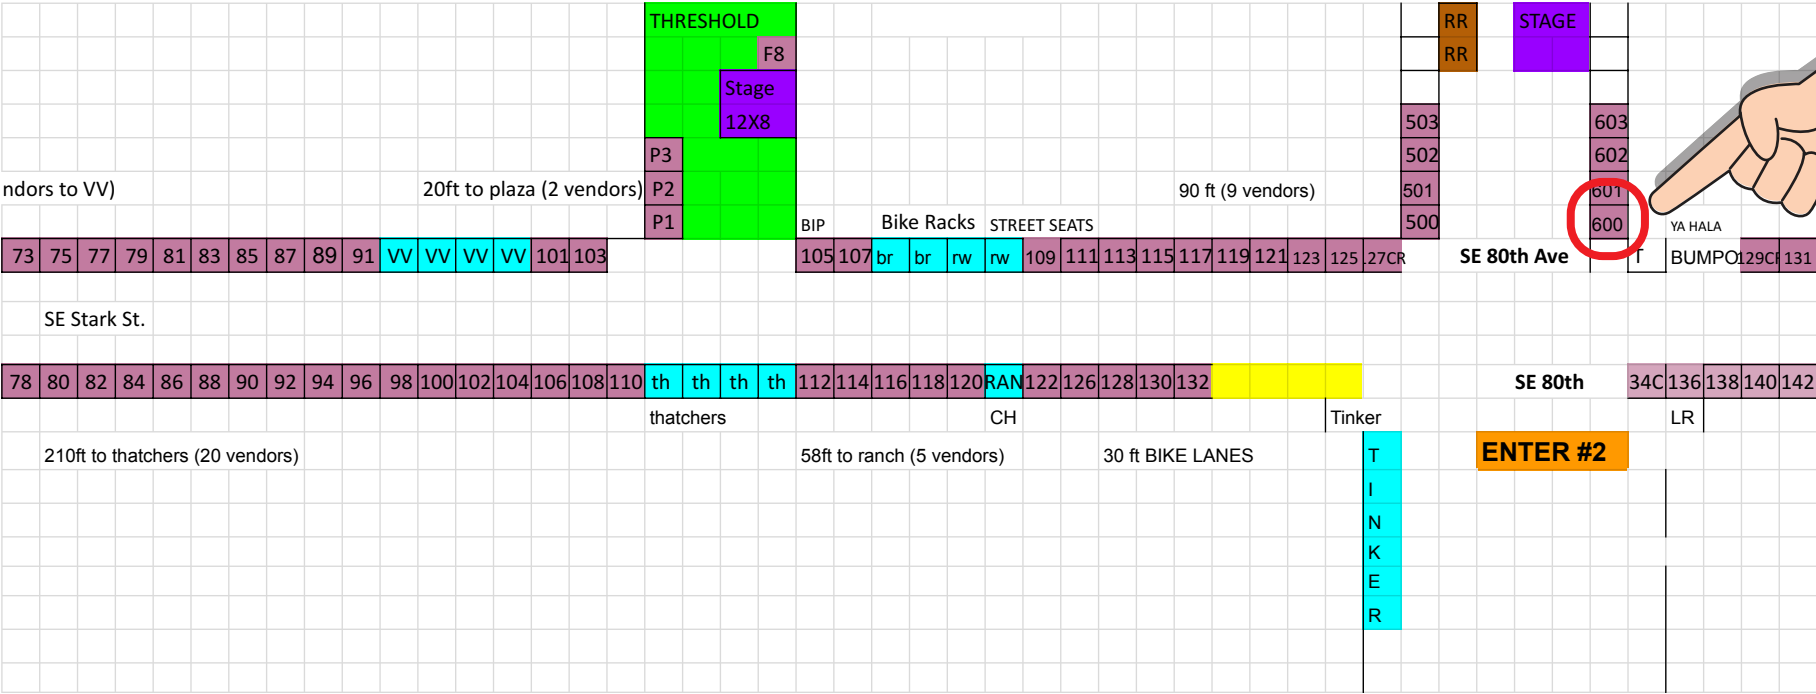 THRESHOLD RR STAGE
F8 RR
Stage
12X8 503 603
P3 502 602
ndors to VV) 20ft to plaza (2 vendors) P2 90 ft (9 vendors) 501 601
P1 BIP Bike Racks STREET SEATS 500 600 YA HALA
73 75 77 79 81 83 85 87 89 91 VV VV VV VV 101 103 105 107 br br rw rw 109 111 113 115 117 119 121 123 125 127CR SE 80th Ave T BUMPO 129CR 131
SE Stark St.
78 80 82 84 86 88 90 92 94 96 98 100 102 104 106 108 110 th th th th 112 114 116 118 120 RAN 122 126 128 130 132 SE 80th 34C 136 138 140 142
thatchers CH Tinker LR
210ft to thatchers (20 vendors) 58ft to ranch (5 vendors) 30 ft BIKE LANES T ENTER #2
I
N
K
E
R